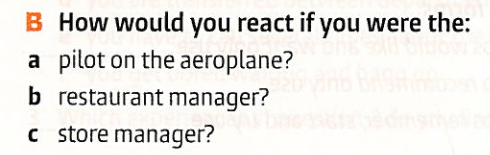 B How would you react if you were the:
a pilot on the aeroplane?
b restaurant manager?
c store manager?